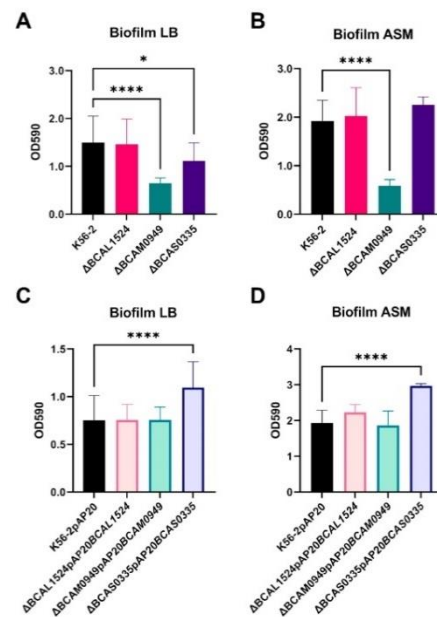 A
Biofilm LB
*
****
3.0
2.0
1.0
0.0
OD590
K56-2
ΔBCAL1524
ΔBCAM0949
ΔBCAS0335
B
Biofilm ASM
****
3.0
2.0
1.0
0.0
OD590
K56-2
ΔBCAL1524
ΔBCAM0949
ΔBCAS0335
C
Biofilm LB
****
1.5
1.0
0.5
0.0
OD590
K56-2pAP20
ΔBCAL1524pAP20BCAL1524
ΔBCAM0949pAP20BCAM0949
ΔBCAS0335pAP20BCAS0335
D
Biofilm ASM
****
4
3
2
1
0
OD590
K56-2pAP20
ΔBCAL1524pAP20BCAL1524
ΔBCAM0949pAP20BCAM0949
ΔBCAS0335pAP20BCAS0335